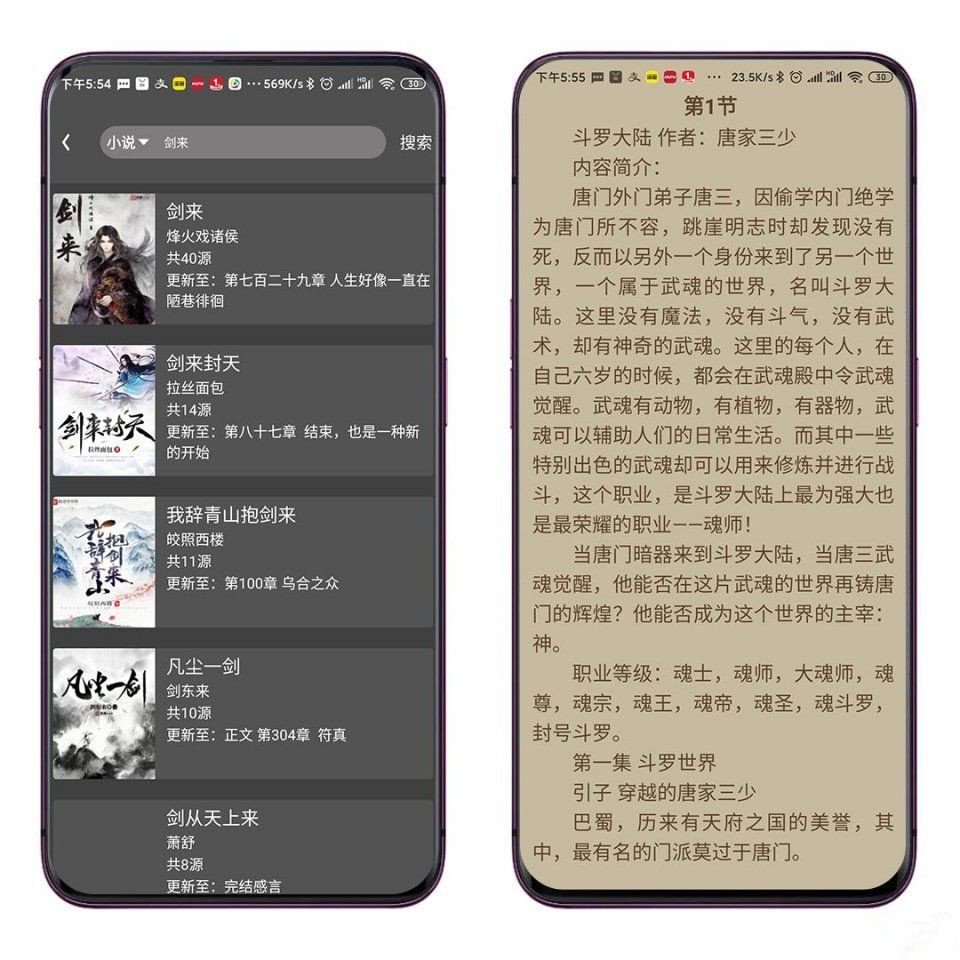 下午5:54
569K/s
30
小说
剑来
搜索
剑来
剑来
烽火戏诸侯
共40源
更新至：第七百二十九章 人生好像一直在
陋巷徘徊
剑来封天
拉丝面包
剑来封天
拉丝面包
共14源
更新至：第八十七章 结束，也是一种新
的开始
我辞青山抱剑来
皎照西楼
我辞青山抱剑来
皎照西楼
共11源
更新至：第100章 乌合之众
凡尘一剑
剑东来
凡尘一剑
剑东来
共10源
更新至：正文 第304章 符真
剑从天上来
萧舒
共8源
更新至：完结感言
下午5:55
23.5K/s
30
第1节
斗罗大陆 作者：唐家三少
内容简介：
唐门外门弟子唐三，因偷学内门绝学
为唐门所不容，跳崖明志时却发现没有
死，反而以另外一个身份来到了另一个世
界，一个属于武魂的世界，名叫斗罗大
陆。这里没有魔法，没有斗气，没有武
术，却有神奇的武魂。这里的每个人，在
自己六岁的时候，都会在武魂殿中令武魂
觉醒。武魂有动物，有植物，有器物，武
魂可以辅助人们的日常生活。而其中一些
特别出色的武魂却可以用来修炼并进行战
斗，这个职业，是斗罗大陆上最为强大也
是最荣耀的职业——魂师！
当唐门暗器来到斗罗大陆，当唐三武
魂觉醒，他能否在这片武魂的世界再铸唐
门的辉煌？他能否成为这个世界的主宰：
神。
职业等级：魂士，魂师，大魂师，魂
尊，魂宗，魂王，魂帝，魂圣，魂斗罗，
封号斗罗。
第一集 斗罗世界
引子 穿越的唐家三少
巴蜀，历来有天府之国的美誉，其
中，最有名的门派莫过于唐门。